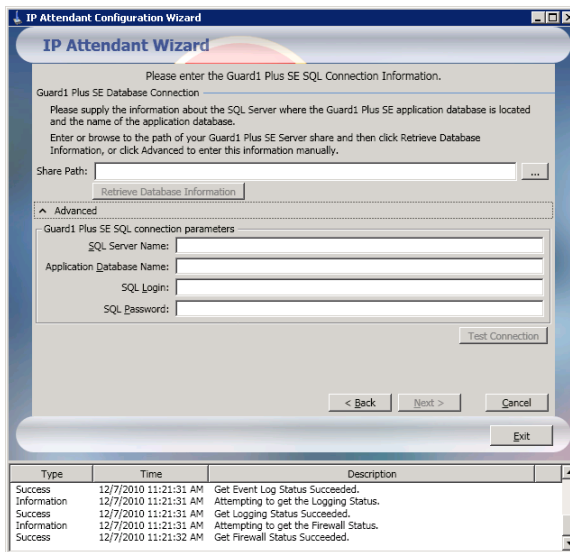 IP Attendant Configuration Wizard
IP Attendant Wizard
Please enter the Guard1 Plus SE SQL Connection Information.
Guard1 Plus SE Database Connection
Please supply the information about the SQL Server where the Guard1 Plus SE application database is located
and the name of the application database.
Enter or browse to the path of your Guard1 Plus SE Server share and then click Retrieve Database
Information, or click Advanced to enter this information manually.
Share Path:
...
Retrieve Database Information
Advanced
Guard1 Plus SE SQL connection parameters
SQL Server Name:
Application Database Name:
SQL Login:
SQL Password:
Test Connection
< Back Next > Cancel
Exit
Type Time Description
Success 12/7/2010 11:21:31 AM Get Event Log Status Succeeded.
Information 12/7/2010 11:21:31 AM Attempting to get the Logging Status.
Success 12/7/2010 11:21:31 AM Get Logging Status Succeeded.
Information 12/7/2010 11:21:31 AM Attempting to get the Firewall Status.
Success 12/7/2010 11:21:32 AM Get Firewall Status Succeeded.